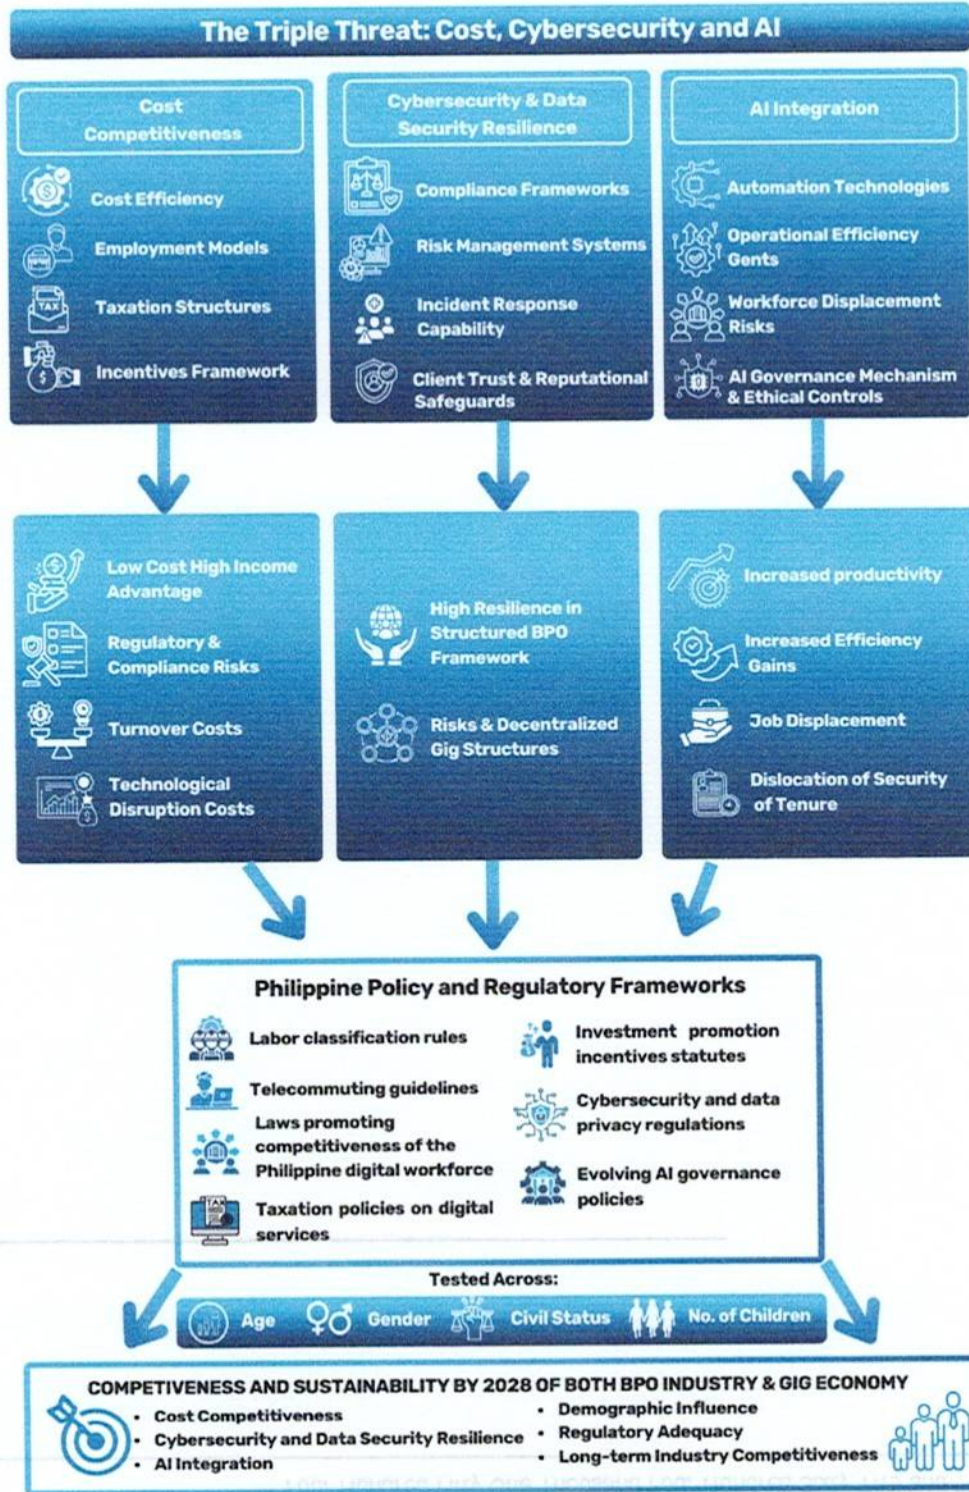 The Triple Threat: Cost, Cybersecurity and AI
Cost
Competitiveness
Cost Efficiency
Employment Models
TAX
Taxation Structures
Incentives Framework
Cybersecurity & Data
Security Resilience
Compliance Frameworks
Risk Management Systems
Incident Response
Capability
Client Trust & Reputational
Safeguards
AI Integration
Automation Technologies
Operational Efficiency
Gents
Workforce Displacement
Risks
AI Governance Mechanism
& Ethical Controls
Low Cost High Income
Advantage
Regulatory &
Compliance Risks
Turnover Costs
Technological
Disruption Costs
High Resilience in
Structured BPO
Framework
Risks & Decentralized
Gig Structures
Increased productivity
Increased Efficiency
Gains
Job Displacement
Dislocation of Security
of Tenure
Philippine Policy and Regulatory Frameworks
Labor classification rules
Telecommuting guidelines
Laws promoting
competitiveness of the
Philippine digital workforce
TAX
Taxation policies on digital
services
Investment promotion
incentives statutes
Cybersecurity and data
privacy regulations
Evolving AI governance
policies
Tested Across:
Age Gender Civil Status No. of Children
COMPETIVENESS AND SUSTAINABILITY BY 2028 OF BOTH BPO INDUSTRY & GIG ECONOMY
• Cost Competitiveness
• Cybersecurity and Data Security Resilience
• AI Integration
• Demographic Influence
• Regulatory Adequacy
• Long-term Industry Competitiveness